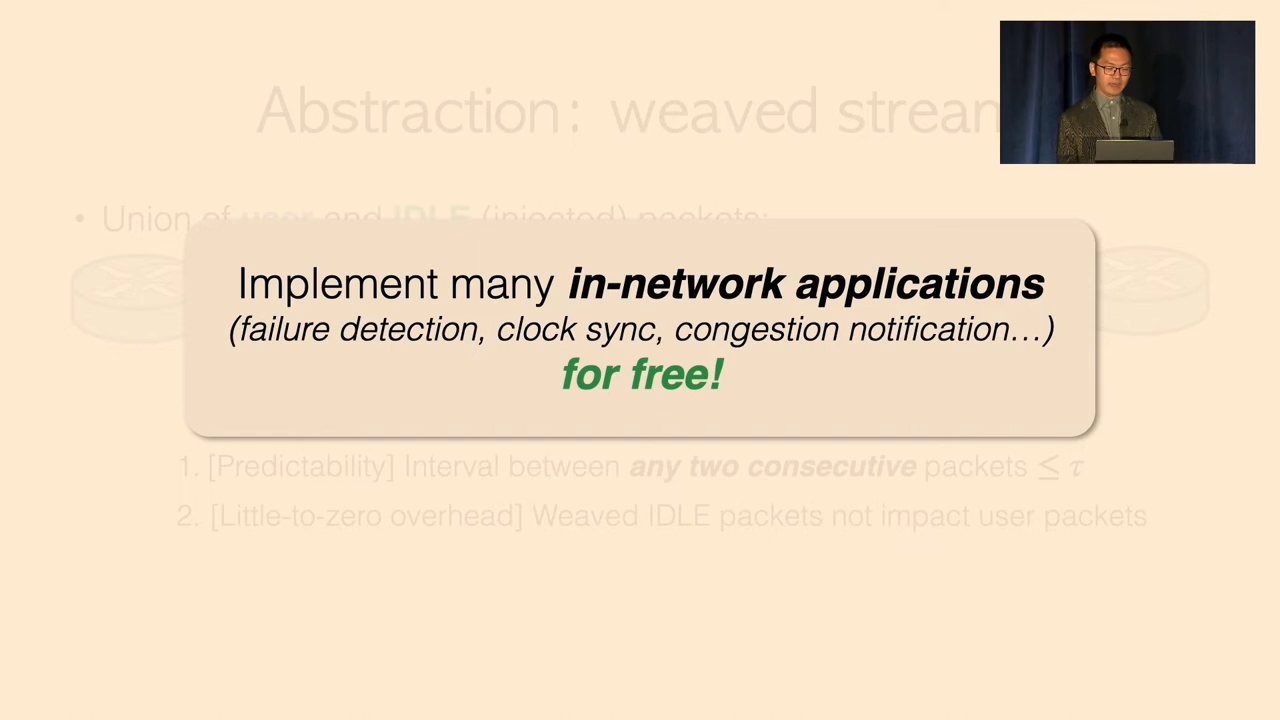 Abstraction: weaved stream
• Union of user and IDLE (injected) packets:
Implement many in-network applications
(failure detection, clock sync, congestion notification…)
for free!
1. [Predictability] Interval between any two consecutive packets ≤ τ
2. [Little-to-zero overhead] Weaved IDLE packets not impact user packets